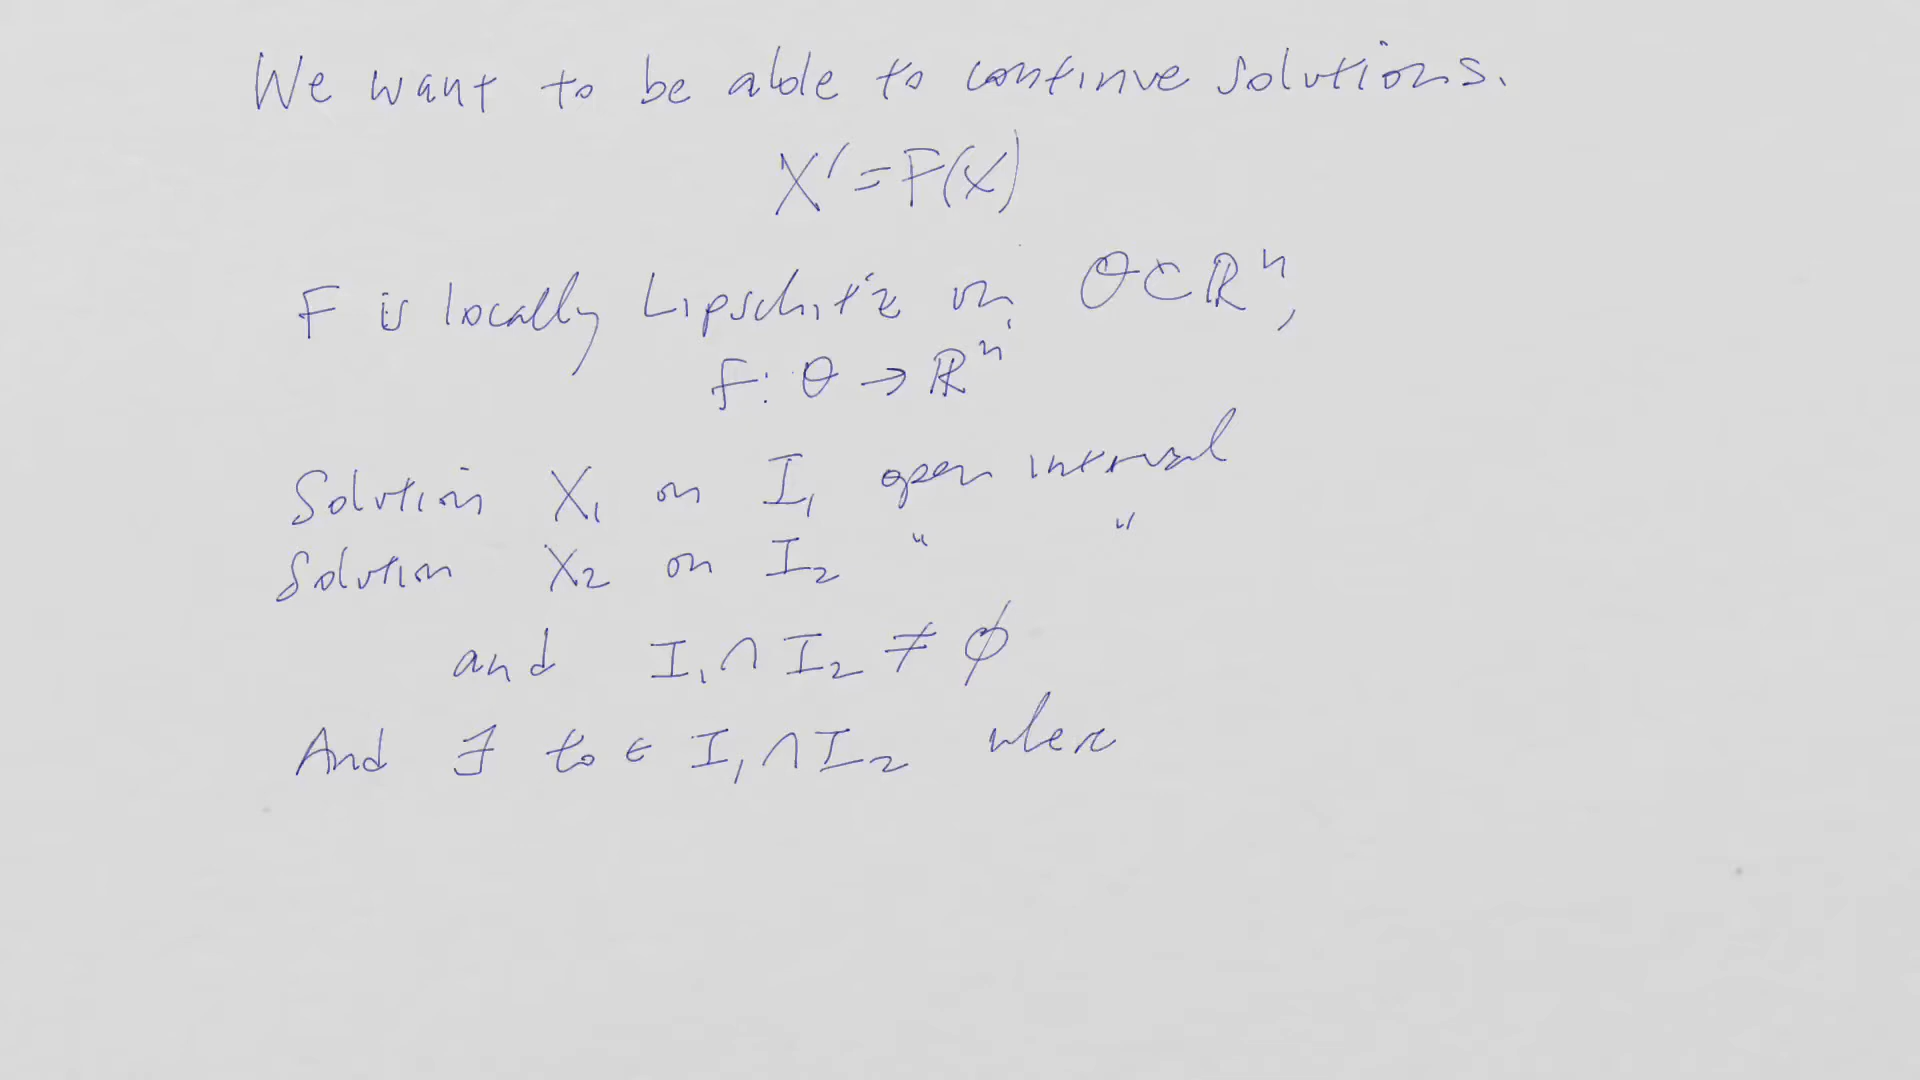 We want to be able to continue solutions.
X' = F(X)
F is locally Lipschitz on O ⊂ ℝⁿ,
F: O → ℝⁿ
Solution X₁ on I₁ open interval
Solution X₂ on I₂ " "
and I₁ ∩ I₂ ≠ ϕ
And ∃ t₀ ∈ I₁ ∩ I₂ where